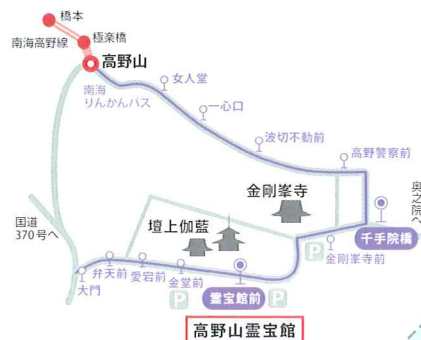 橋本
南海高野線
極楽橋
高野山
南海
りんかんバス
女人堂
一心口
波切不動前
高野警察前
奥之院へ
金剛峯寺
壇上伽藍
千手院橋
国道
370号へ
P
金剛峯寺前
弁天前
愛宕前
金堂前
大門
P
霊宝館前
P
高野山霊宝館